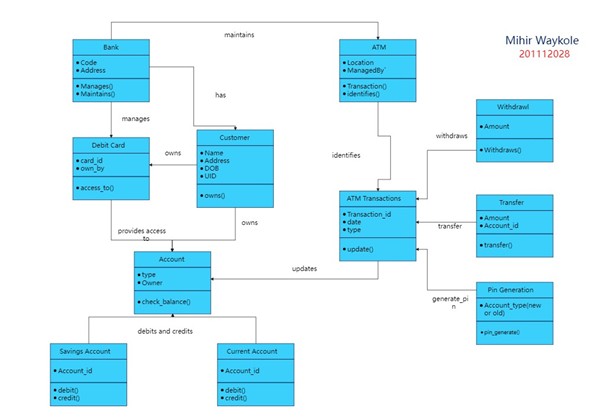 maintains
Mihir Waykole
201112028
Bank
Code
Address
Manages()
Maintains()
ATM
Location
ManagedBy`
Transaction()
identifies()
has
manages
Withdrawl
Amount
Withdraws()
withdraws
Debit Card
card_id
own_by
access_to()
owns
Customer
Name
Address
DOB
UID
owns()
identifies
ATM Transactions
Transaction_id
date
type
update()
Transfer
Amount
Account_id
transfer()
transfer
provides access
to
owns
Account
type
Owner
check_balance()
updates
generate_pi
n
Pin Generation
Account_type(new
or old)
pin_generate()
debits and credits
Savings Account
Account_id
debit()
credit()
Current Account
Account_id
debit()
credit()